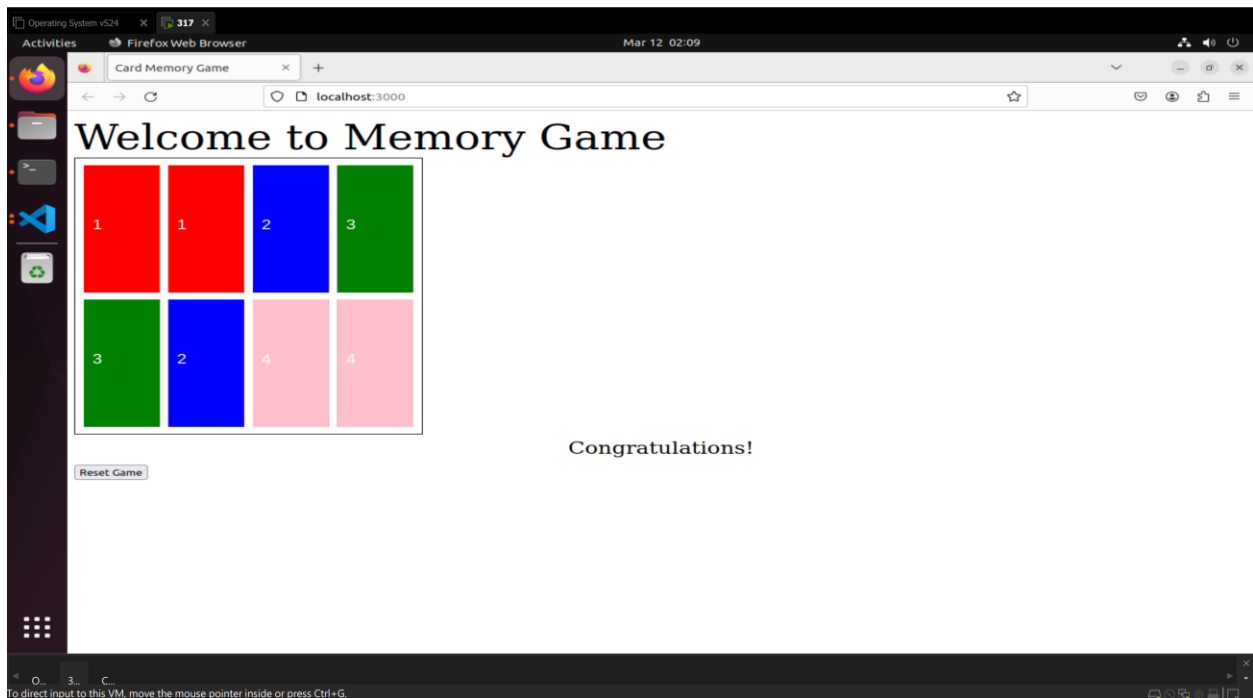 Operating System vS24 × 317 ×
Activities Firefox Web Browser Mar 12 02:09
Card Memory Game × +
localhost:3000
Welcome to Memory Game
1 1 2 3
3 2 4 4
Congratulations!
Reset Game
O... 3... C...
To direct input to this VM, move the mouse pointer inside or press Ctrl+G.